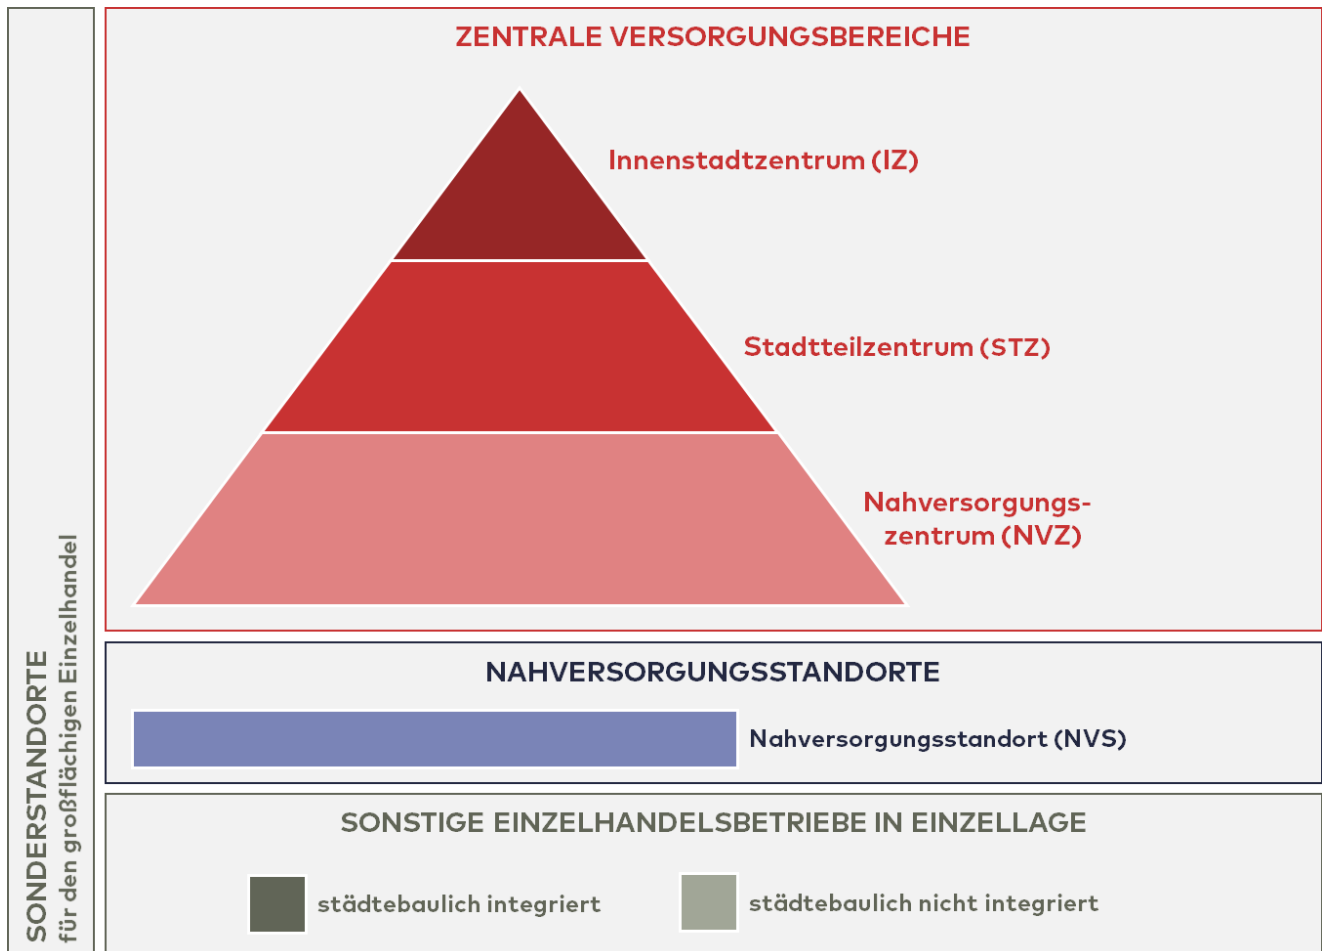 ZENTRALE VERSORGUNGSBEREICHE
Innenstadtzentrum (IZ)
Stadtteilzentrum (STZ)
Nahversorgungs-
zentrum (NVZ)
NAHVERSORGUNGSSTANDORTE
Nahversorgungsstandort (NVS)
SONSTIGE EINZELHANDELSBETRIEBE IN EINZELLAGE
städtebaulich integriert
städtebaulich nicht integriert
SONDERSTANDORTE
für den großflächigen Einzelhandel